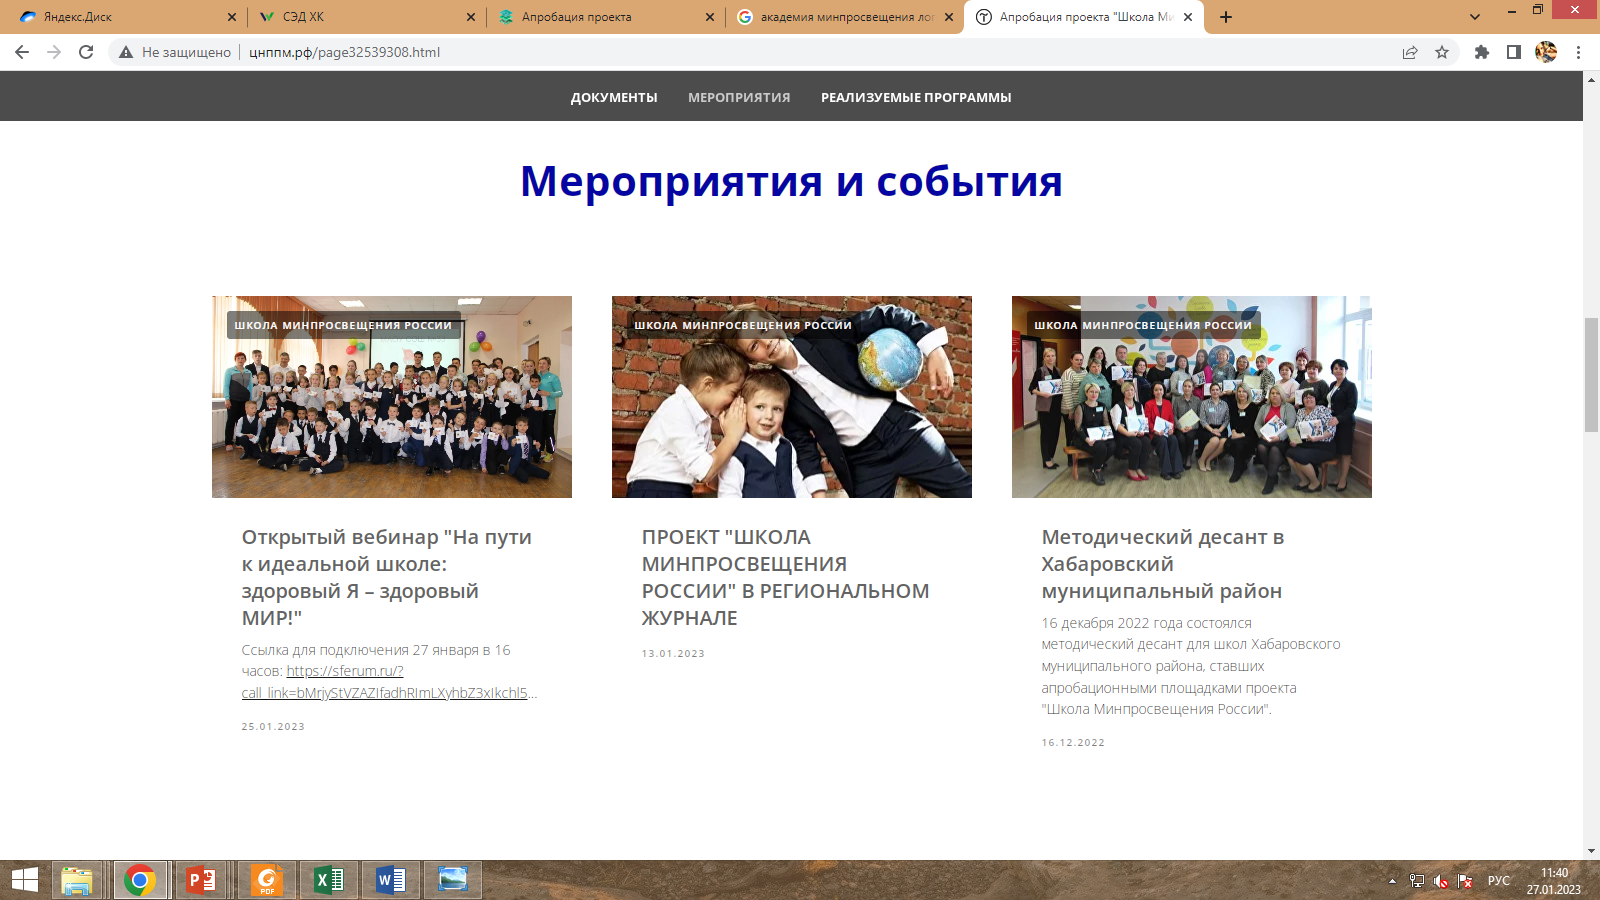 Яндекс.Диск
СЭД ХК
Апробация проекта
академия минпросвещения лог
Апробация проекта "Школа Ми
Не защищено
цнппм.рф/page32539308.html
ДОКУМЕНТЫ
МЕРОПРИЯТИЯ
РЕАЛИЗУЕМЫЕ ПРОГРАММЫ
Мероприятия и события
ШКОЛА МИНПРОСВЕЩЕНИЯ РОССИИ
Открытый вебинар "На пути
к идеальной школе:
здоровый Я – здоровый
МИР!"
Ссылка для подключения 27 января в 16
часов: https://sferum.ru/?
call_link=bMrjyStVZAZIfadhRImLXyhbZ3xIkchl5...
25.01.2023
ШКОЛА МИНПРОСВЕЩЕНИЯ РОССИИ
ПРОЕКТ "ШКОЛА
МИНПРОСВЕЩЕНИЯ
РОССИИ" В РЕГИОНАЛЬНОМ
ЖУРНАЛЕ
13.01.2023
ШКОЛА МИНПРОСВЕЩЕНИЯ РОССИИ
Методический десант в
Хабаровский
муниципальный район
16 декабря 2022 года состоялся
методический десант для школ Хабаровского
муниципального района, ставших
апробационными площадками проекта
"Школа Минпросвещения России".
16.12.2022
PDF
РУС
11:40
27.01.2023